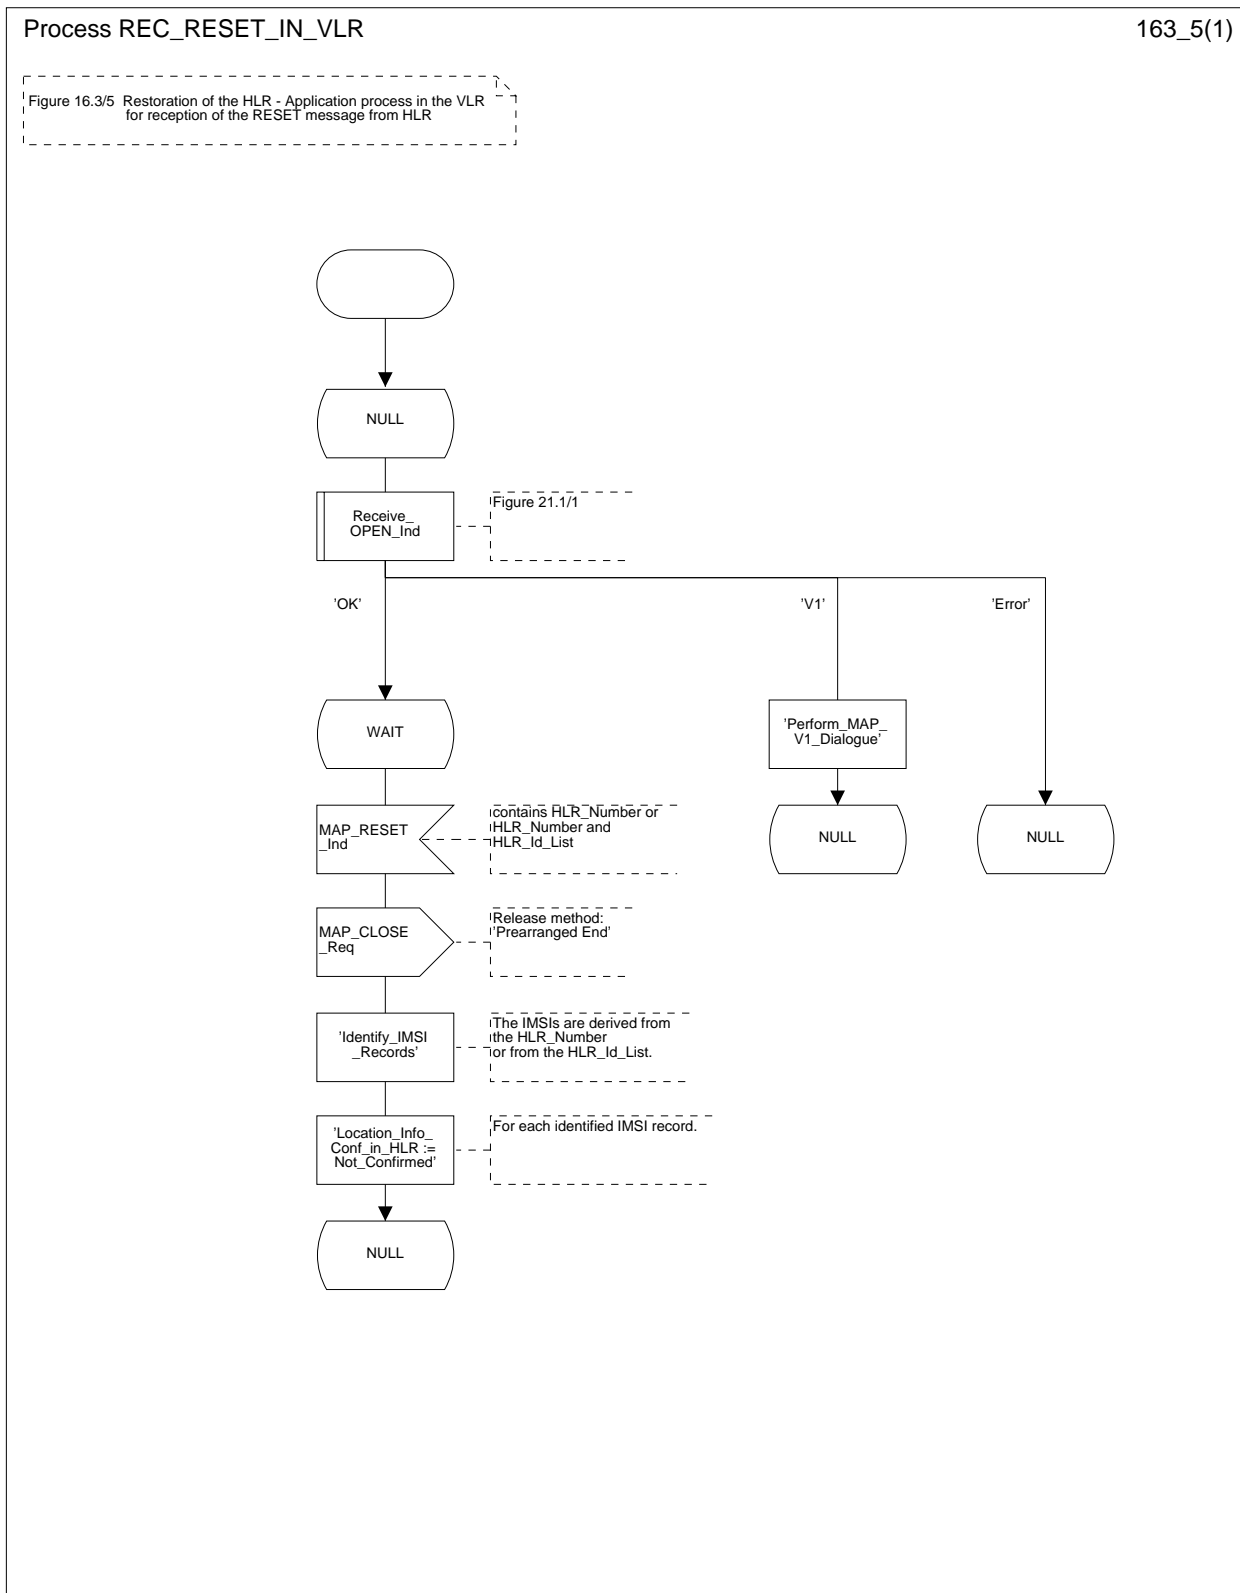 Process REC_RESET_IN_VLR
163_5(1)
Figure 16.3/5  Restoration of the HLR - Application process in the VLR
for reception of the RESET message from HLR
NULL
Receive_
OPEN_Ind
Figure 21.1/1
'OK'
'V1'
'Error'
WAIT
'Perform_MAP_
V1_Dialogue'
MAP_RESET
_Ind
contains HLR_Number or
HLR_Number and
HLR_Id_List
NULL
NULL
MAP_CLOSE
_Req
Release method:
'Prearranged End'
'Identify_IMSI
_Records'
The IMSIs are derived from
the HLR_Number
or from the HLR_Id_List.
'Location_Info_
Conf_in_HLR :=
Not_Confirmed'
For each identified IMSI record.
NULL